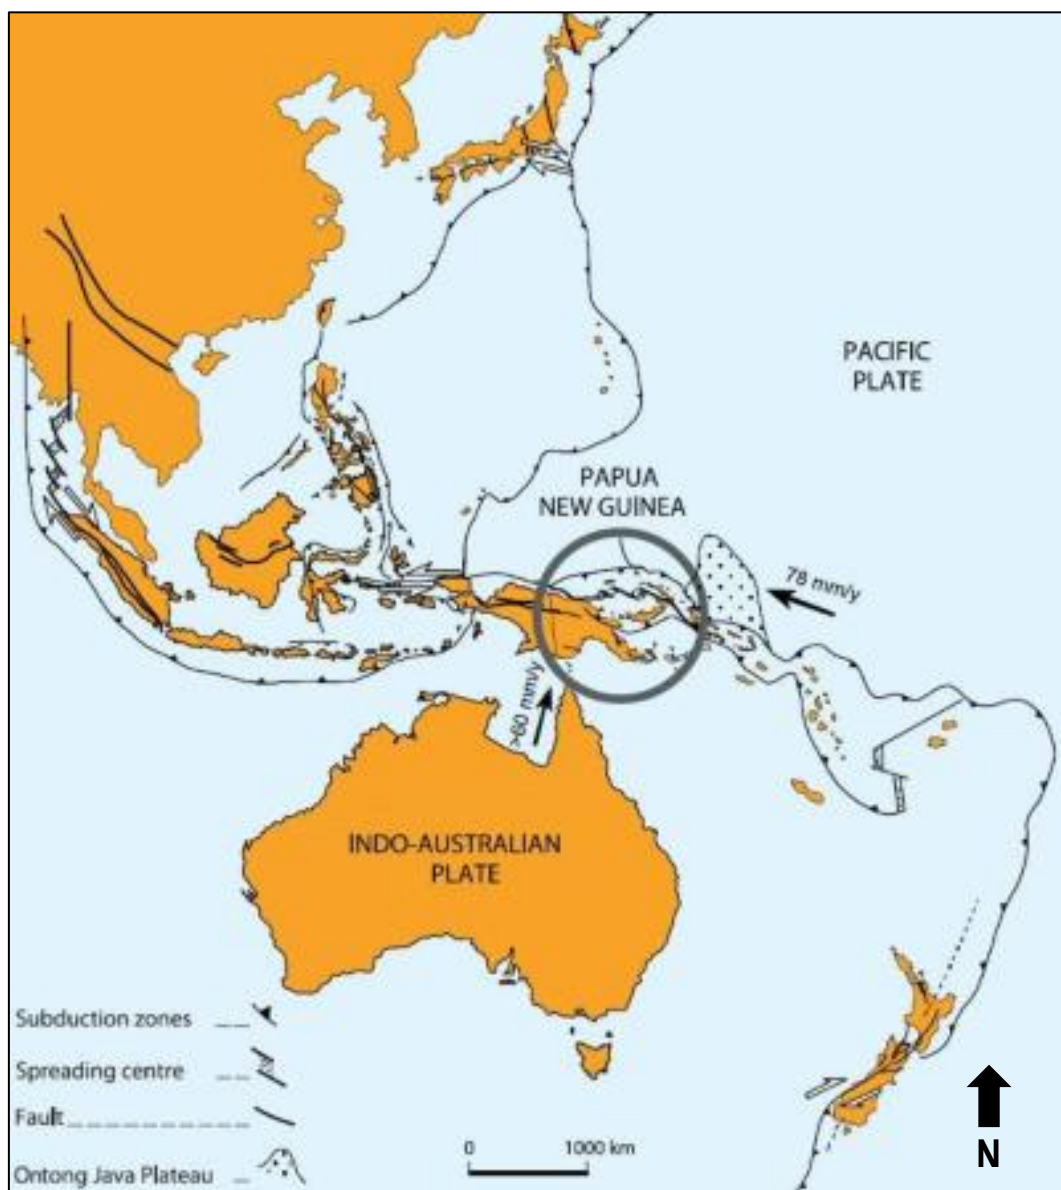 PACIFIC
PLATE
PAPUA
NEW GUINEA
78 mm/y
>60 mm/y
INDO-AUSTRALIAN
PLATE
Subduction zones
Spreading centre
Fault
Ontong Java Plateau
0 1000 km
N